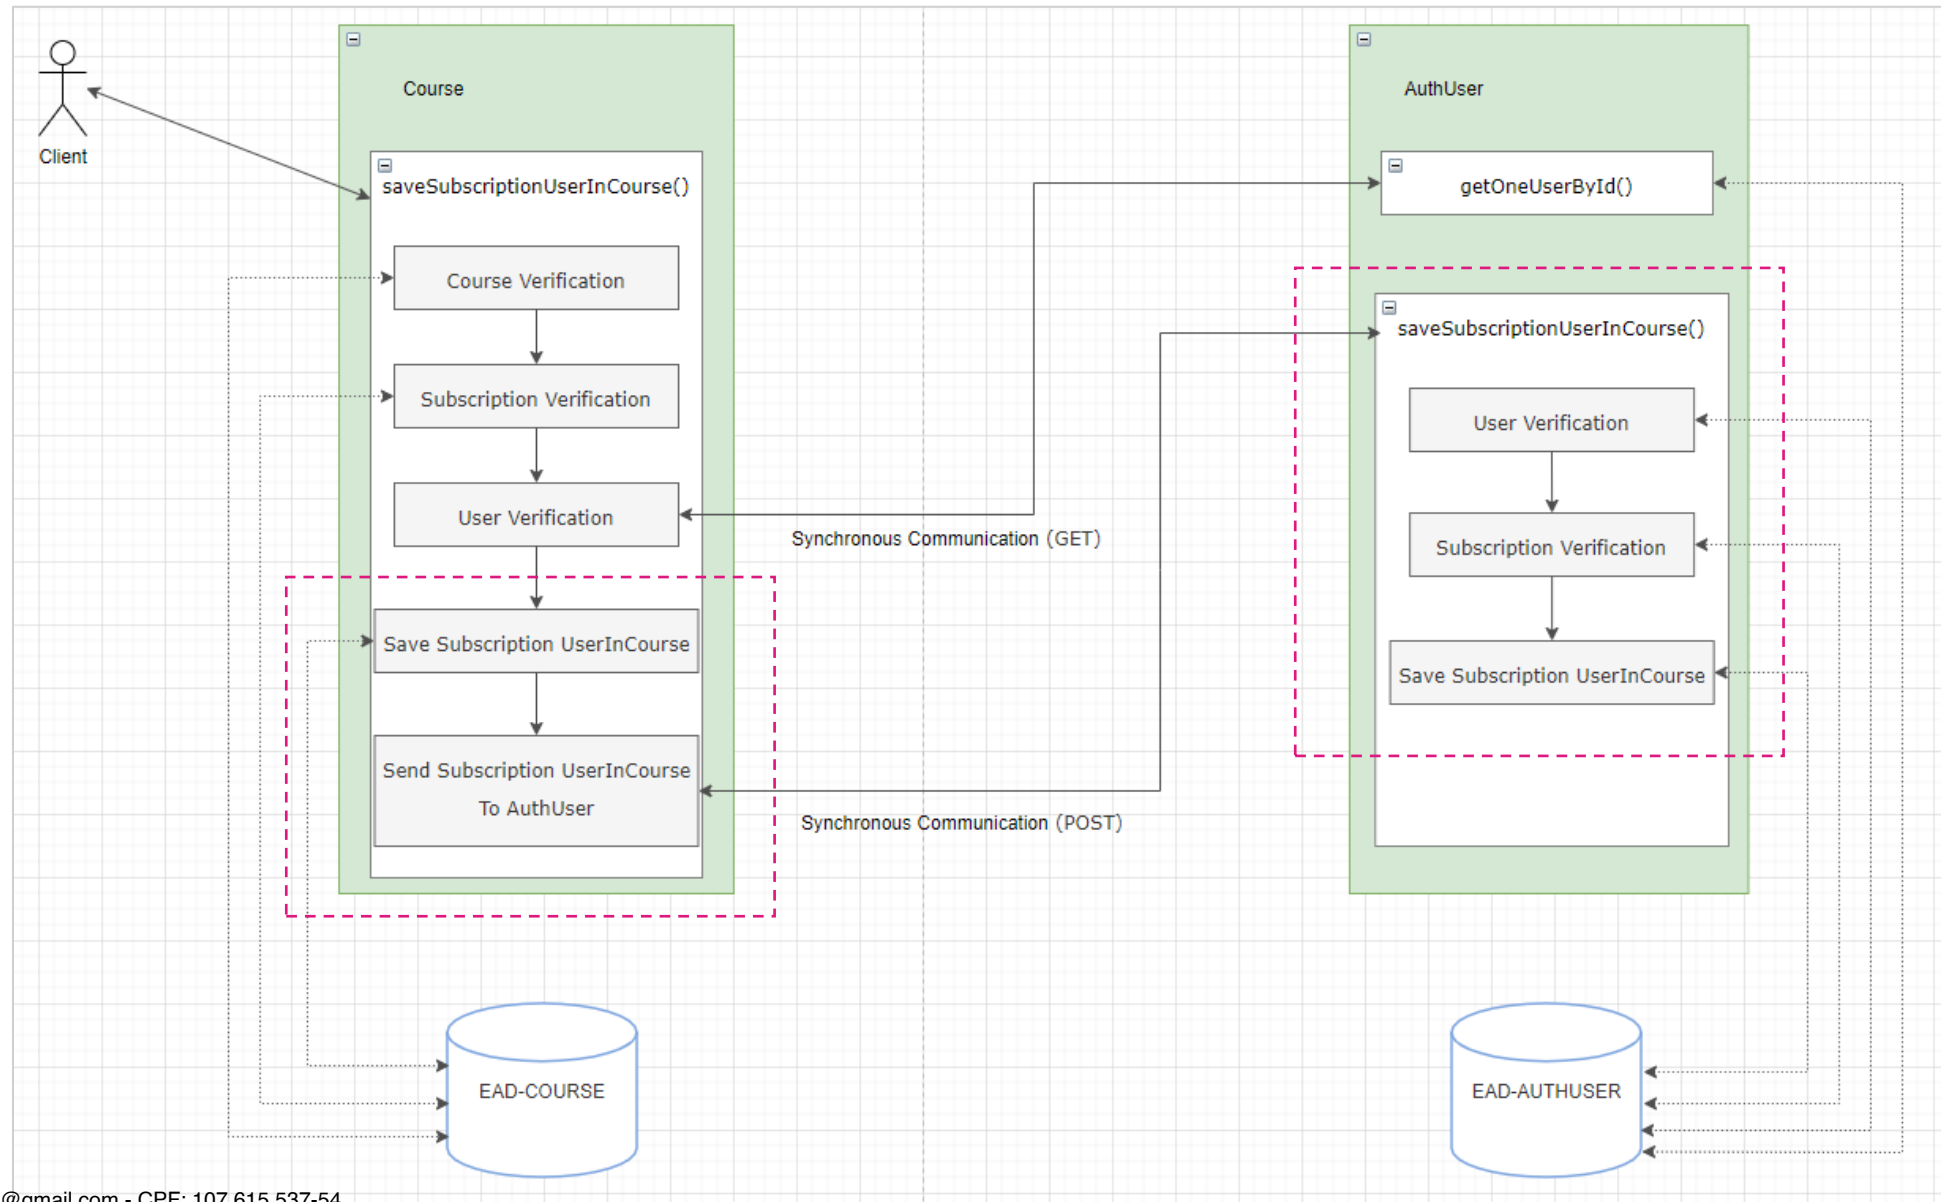 Client
Course
saveSubscriptionUserInCourse()
Course Verification
Subscription Verification
User Verification
Save Subscription UserInCourse
Send Subscription UserInCourse
To AuthUser
Synchronous Communication (GET)
Synchronous Communication (POST)
AuthUser
getOneUserById()
saveSubscriptionUserInCourse()
User Verification
Subscription Verification
Save Subscription UserInCourse
EAD-COURSE
EAD-AUTHUSER
@gmail.com - CPF: 107.615.537-54